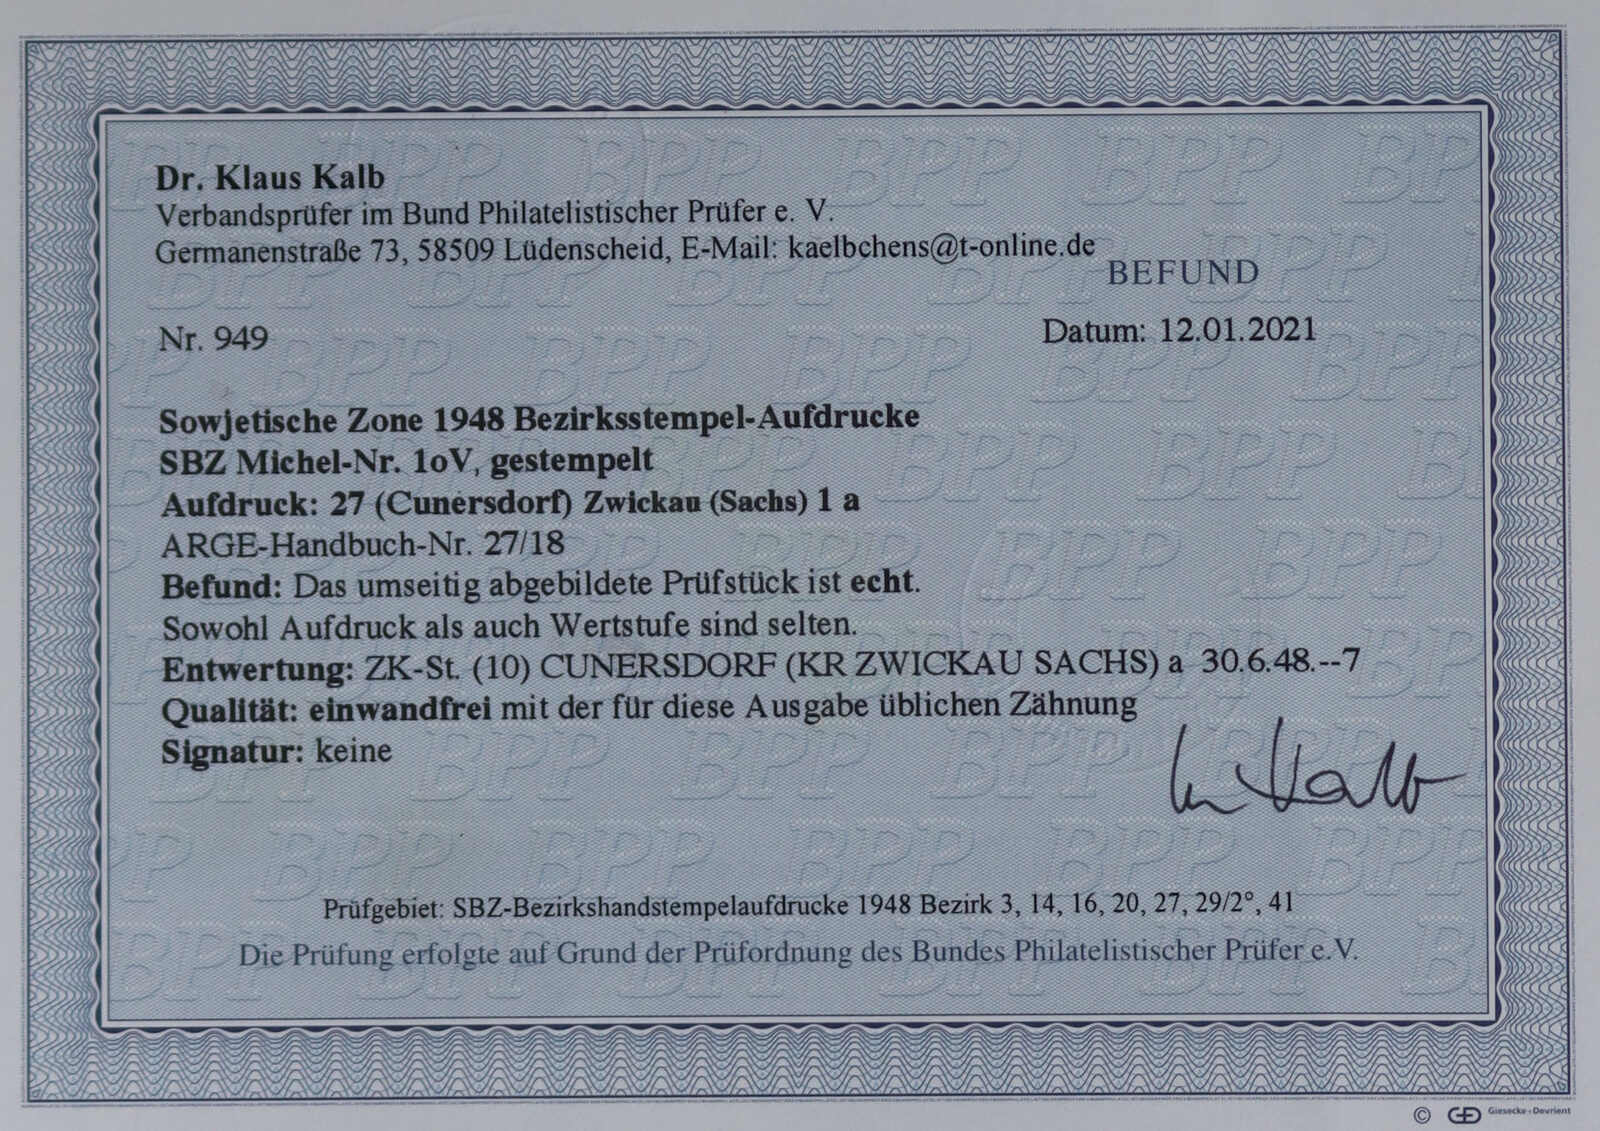 Dr. Klaus Kalb
Verbandsprüfer im Bund Philatelistischer Prüfer e. V.
Germanenstraße 73, 58509 Lüdenscheid, E-Mail: kaelbchens@t-online.de
BEFUND
Nr. 949
Datum: 12.01.2021
Sowjetische Zone 1948 Bezirksstempel-Aufdrucke
SBZ Michel-Nr. 1oV, gestempelt
Aufdruck: 27 (Cunersdorf) Zwickau (Sachs) 1 a
ARGE-Handbuch-Nr. 27/18
Befund: Das umseitig abgebildete Prüfstück ist echt.
Sowohl Aufdruck als auch Wertstufe sind selten.
Entwertung: ZK-St. (10) CUNERSDORF (KR ZWICKAU SACHS) a 30.6.48.--7
Qualität: einwandfrei mit der für diese Ausgabe üblichen Zähnung
Signatur: keine
Kalb
Prüfgebiet: SBZ-Bezirkshandstempelaufdrucke 1948 Bezirk 3, 14, 16, 20, 27, 29/2°, 41
Die Prüfung erfolgte auf Grund der Prüfordnung des Bundes Philatelistischer Prüfer e.V.
© GD Giesecke+Devrient